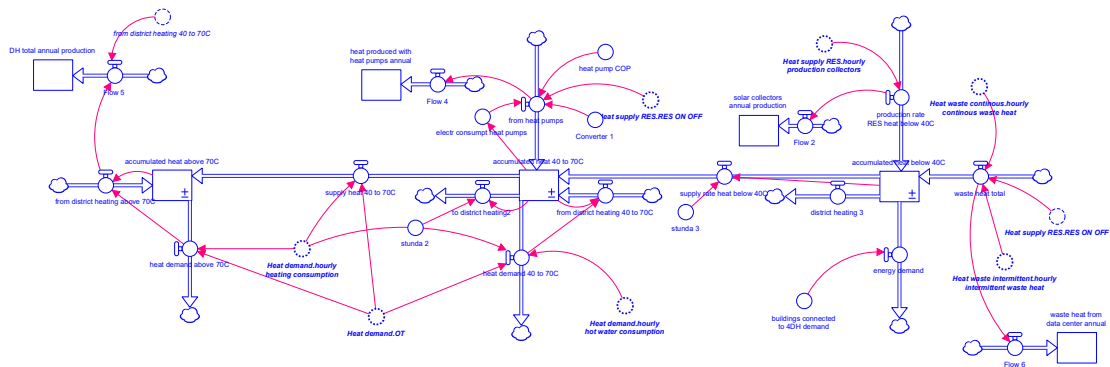 from district heating 40 to 70C
DH total annual production
Flow 5
heat produced with
heat pumps annual
Flow 4
heat pump COP
from heat pumps
electr consumpt heat pumps
Converter 1
Heat supply RES.RES ON OFF
Heat supply RES.hourly
production collectors
solar collectors
annual production
Flow 2
production rate
RES heat below 40C
Heat waste continous.hourly
continous waste heat
accumulated heat above 70C
from district heating above 70C
supply heat 40 to 70C
accumulated heat 40 to 70C
to district heating2
from district heating 40 to 70C
supply rate heat below 40C
accumulated heat below 40C
district heating 3
waste heat total
stunda 2
stunda 3
Heat supply RES.RES ON OFF
heat demand above 70C
Heat demand.hourly
heating consumption
heat demand 40 to 70C
energy demand
Heat waste intermittent.hourly
intermittent waste heat
Heat demand.OT
Heat demand.hourly
hot water consumption
buildings connected
to 4DH demand
waste heat from
data center annual
Flow 6